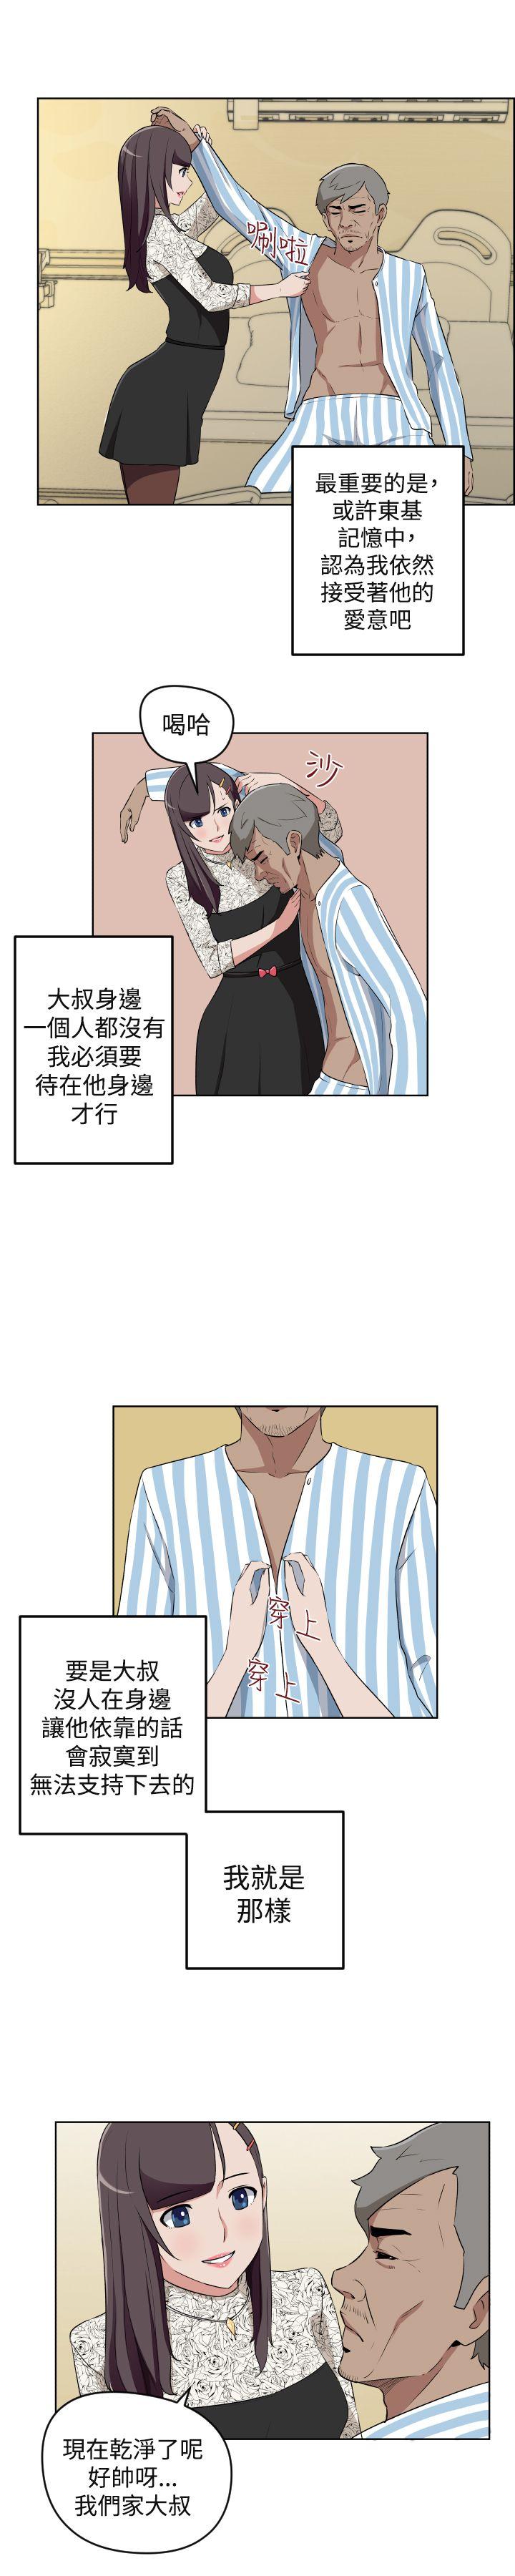 唰啦
最重要的是，
或許東基
記憶中，
認為我依然
接受著他的
愛意吧
喝哈
沙
大叔身邊
一個人都沒有
我必須要
待在他身邊
才行
穿上
穿上
要是大叔
沒人在身邊
讓他依靠的話
會寂寞到
無法支持下去的
我就是
那樣
現在乾淨了呢
好帥呀...
我們家大叔